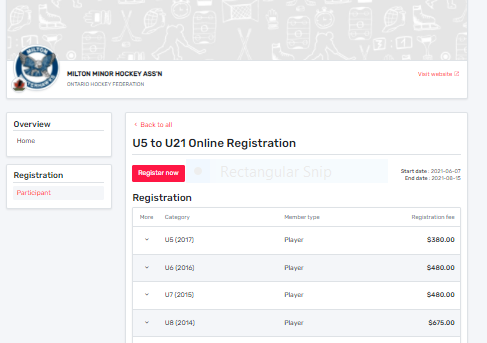 MILTON
MILTON MINOR HOCKEY ASS'N
ONTARIO HOCKEY FEDERATION
Visit website
Overview
Home
Registration
Participant
‹ Back to all
U5 to U21 Online Registration
Register now
Rectangular Snip
Start date : 2021-06-07
End date : 2021-08-15
Registration
More Category Member type Registration fee
U5 (2017) Player $380.00
U6 (2016) Player $480.00
U7 (2015) Player $480.00
U8 (2014) Player $675.00